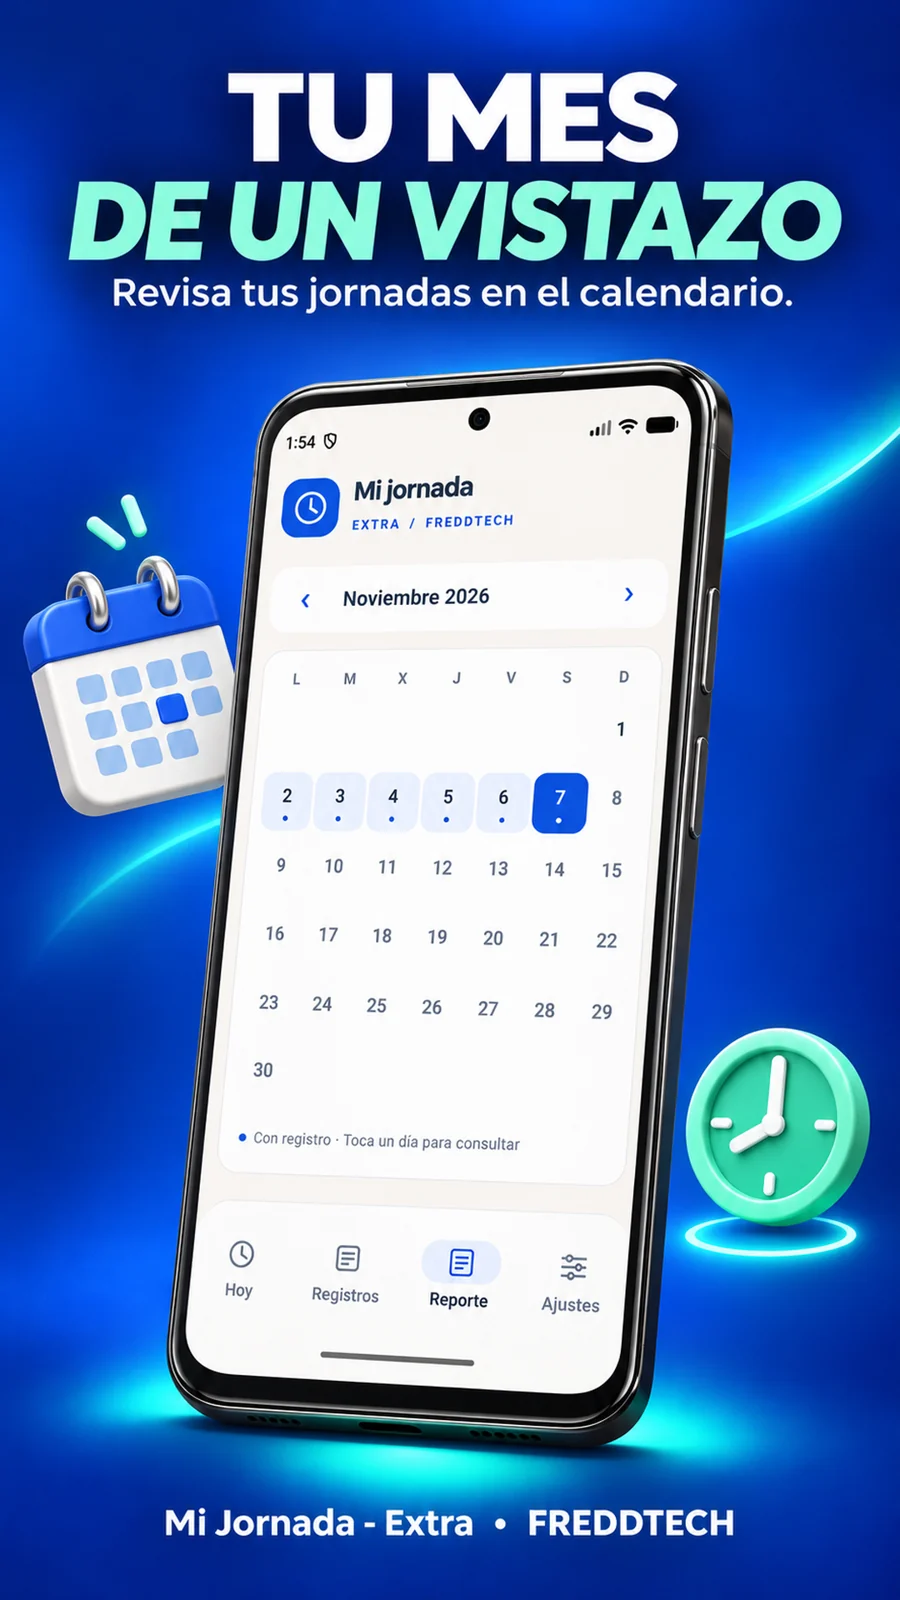 TU MES
DE UN VISTAZO
Revisa tus jornadas en el calendario.
1:54
Mi jornada
EXTRA / FREDDTECH
‹ Noviembre 2026 ›
L M X J V S D
1
2 3 4 5 6 7 8
9 10 11 12 13 14 15
16 17 18 19 20 21 22
23 24 25 26 27 28 29
30
• Con registro · Toca un día para consultar
Hoy Registros Reporte Ajustes
Mi Jornada - Extra • FREDDTECH